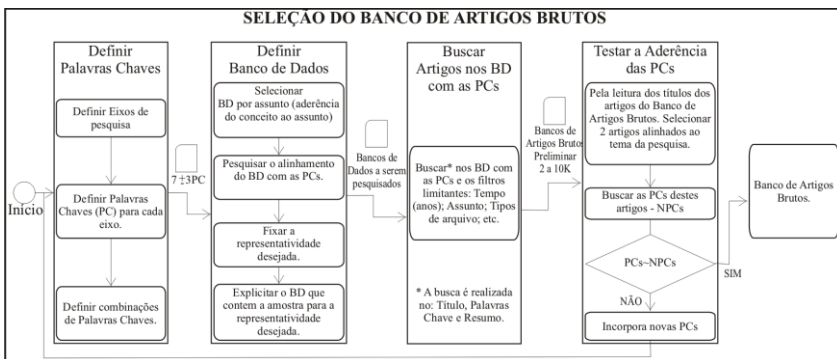 SELEÇÃO DO BANCO DE ARTIGOS BRUTOS
Definir
Palavras Chaves
Definir Eixos de
pesquisa
Início
Definir Palavras
Chaves (PC) para cada
eixo.
Definir combinações
de Palavras Chaves.
7 ‡3PC
Definir
Banco de Dados
Selecionar
BD por assunto (aderência
do conceito ao assunto)
Pesquisar o alinhamento
do BD com as PCs.
Fixar a
representatividade
desejada.
Explicitar o BD que
contem a amostra para a
representatividade
desejada.
Bancos de
Dados a serem
pesquisados
Buscar
Artigos nos BD
com as PCs
Buscar* nos BD com
as PCs e os filtros
limitantes: Tempo
(anos); Assunto; Tipos
de arquivo; etc.
* A busca é realizada
no: Título, Palavras
Chave e Resumo.
Bancos de
Artigos Brutos
Preliminar
2 a 10K
Testar a Aderência
das PCs
Pela leitura dos títulos dos
artigos do Banco de
Artigos Brutos. Selecionar
2 artigos alinhados ao
tema da pesquisa.
Buscar as PCs destes
artigos - NPCs
PCs~NPCs
SIM
NÃO
Incorpora novas PCs
Banco de Artigos
Brutos.